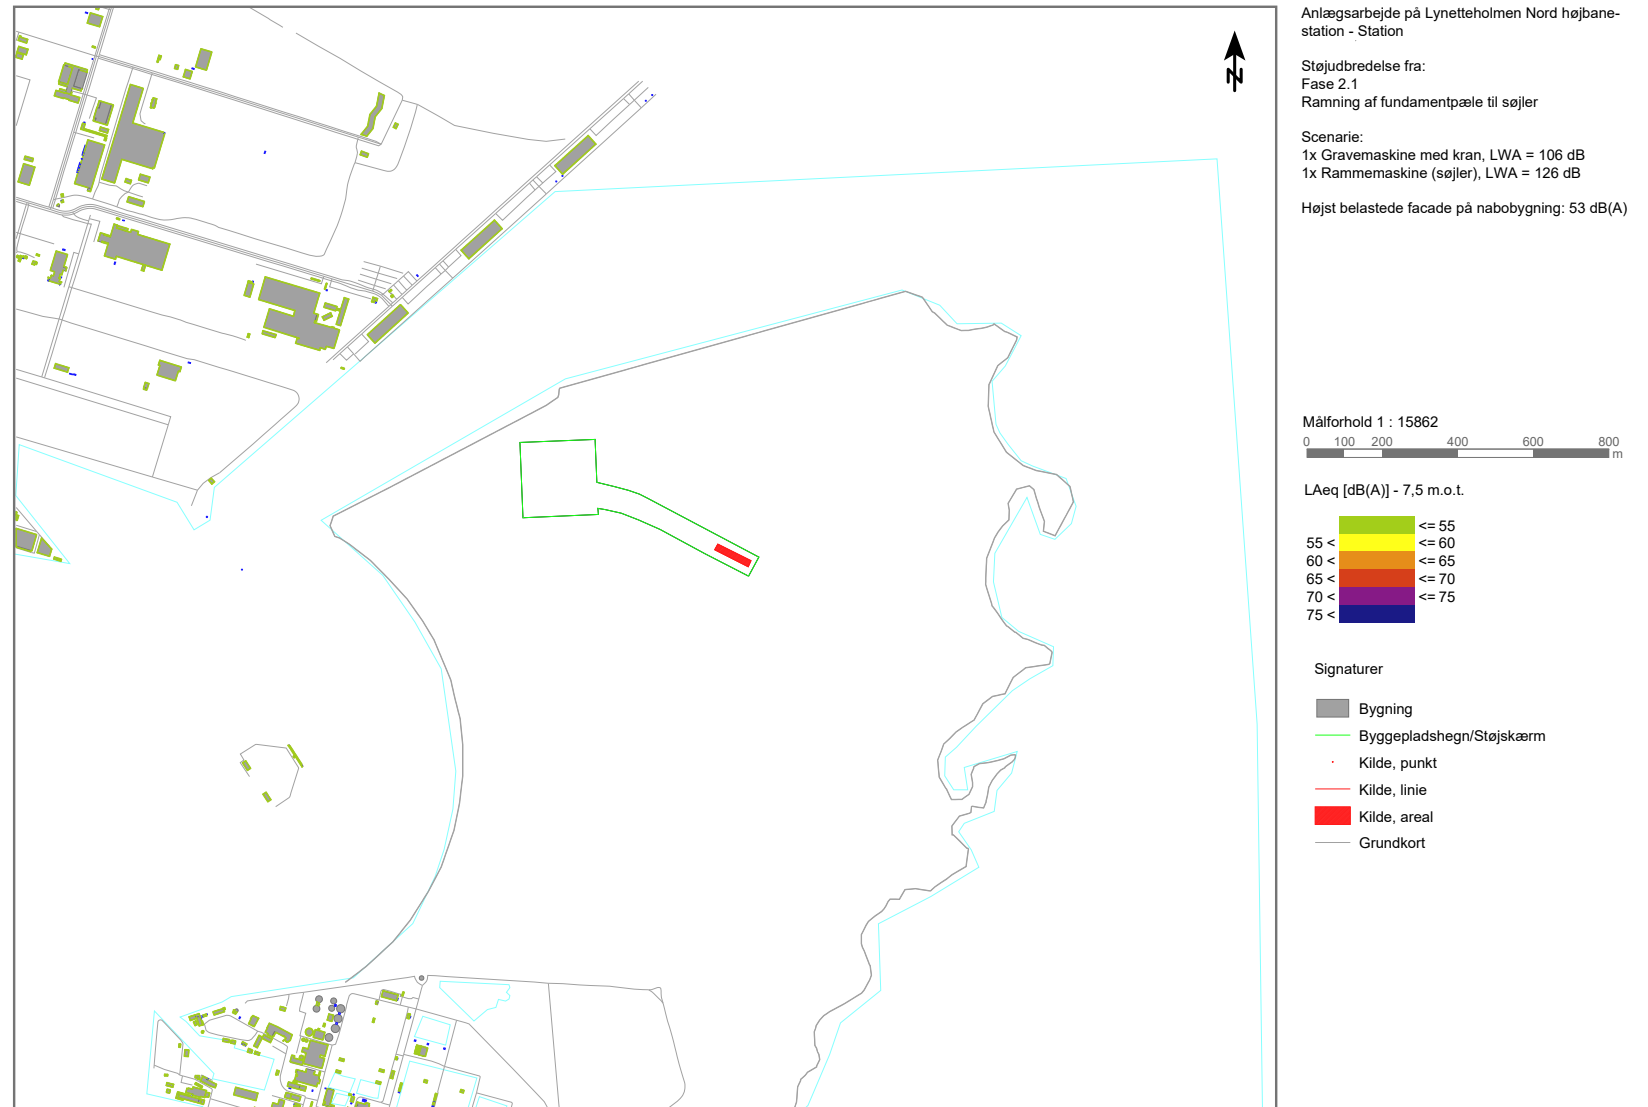 Anlægsarbejde på Lynetteholmen Nord højbane-
station - Station
Støjudbredelse fra:
Fase 2.1
Ramning af fundamentpæle til søjler
Scenarie:
1x Gravemaskine med kran, LWA = 106 dB
1x Rammemaskine (søjler), LWA = 126 dB
Højst belastede facade på nabobygning: 53 dB(A)
N
Målforhold 1 : 15862
0 100 200 400 600 800
m
LAeq [dB(A)] - 7,5 m.o.t.
<= 55
55 < <= 60
60 < <= 65
65 < <= 70
70 < <= 75
75 <
Signaturer
Bygning
Byggepladshegn/Støjskærm
Kilde, punkt
Kilde, linie
Kilde, areal
Grundkort